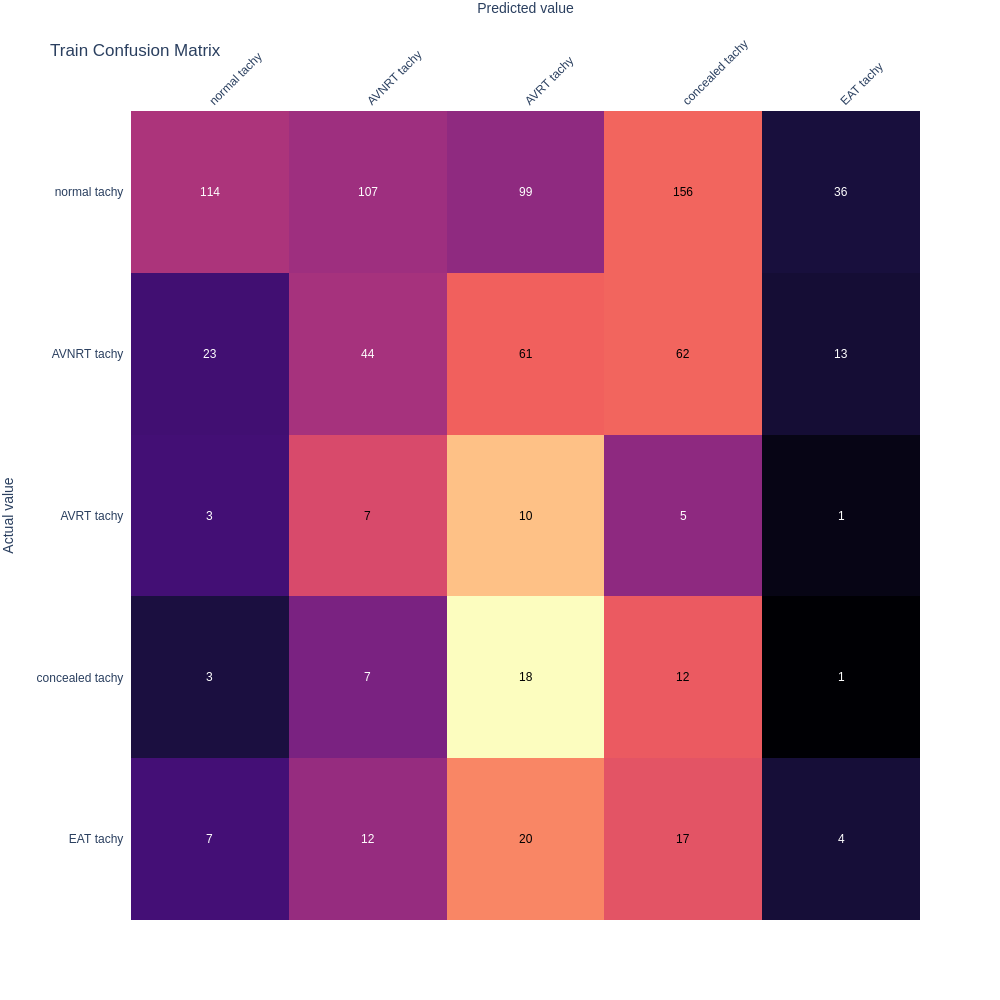 Predicted value
Train Confusion Matrix
normal tachy AVNRT tachy AVRT tachy concealed tachy EAT tachy
normal tachy 114 107 99 156 36
AVNRT tachy 23 44 61 62 13
AVRT tachy 3 7 10 5 1
concealed tachy 3 7 18 12 1
EAT tachy 7 12 20 17 4
Actual value